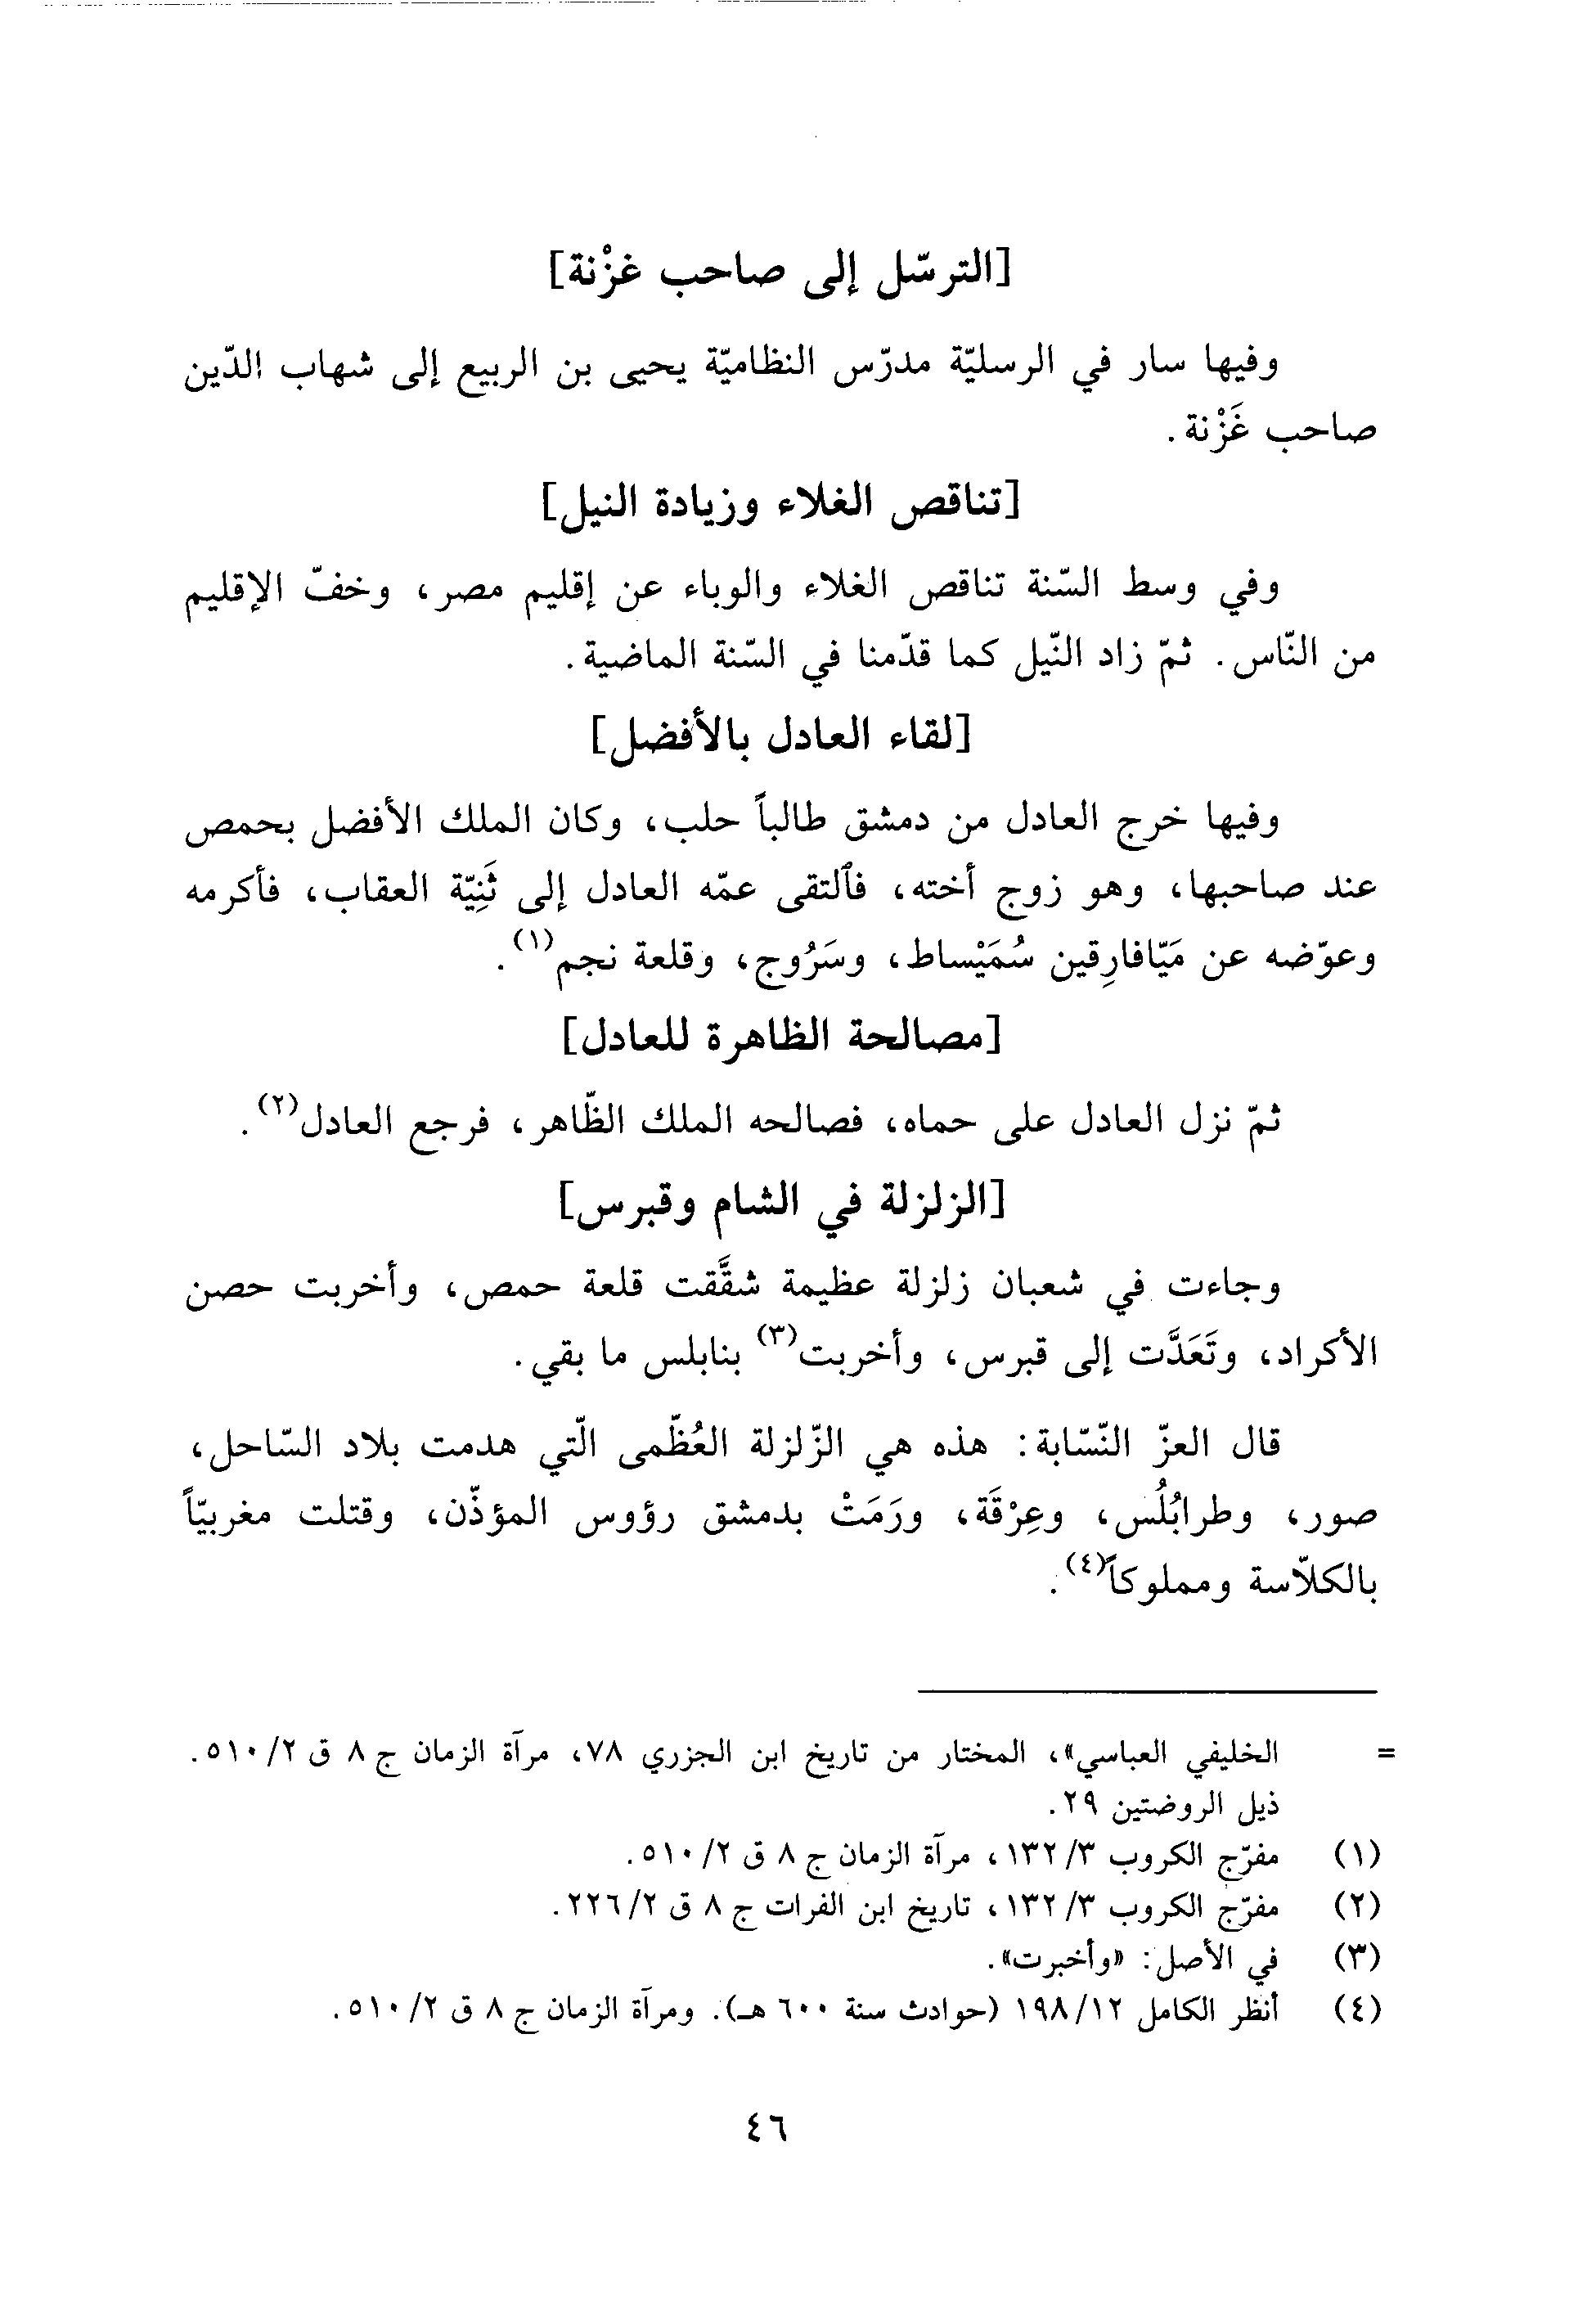 [الترسّل إلى صاحب غزْنة]
وفيها سار في الرسليّة مدرّس النظاميّة يحيى بن الربيع إلى شهاب الدّين
صاحب غَزْنة.
[تناقص الغلاء وزيادة النيل]
وفي وسط السّنة تناقص الغلاء والوباء عن إقليم مصر، وخفّ الإقليم
من النّاس. ثمّ زاد النّيل كما قدّمنا في السّنة الماضية.
[لقاء العادل بالأفضل]
وفيها خرج العادل من دمشق طالباً حلب، وكان الملك الأفضل بحمص
عند صاحبها، وهو زوج أخته، فٱلتقى عمّه العادل إلى ثَنِيّة العقاب، فأكرمه
وعوّضه عن مَيّافارِقين سُمَيْساط، وسَرُوج، وقلعة نجم(١).
[مصالحة الظاهرة للعادل]
ثمّ نزل العادل على حماه، فصالحه الملك الظّاهر، فرجع العادل(٢).
[الزلزلة في الشام وقبرس]
وجاءت في شعبان زلزلة عظيمة شقَّقت قلعة حمص، وأخربت حصن
الأكراد، وتَعَدَّت إلى قبرس، وأخربت(٣) بنابلس ما بقي.
قال العزّ النّسّابة: هذه هي الزّلزلة العُظّمى الّتي هدمت بلاد السّاحل،
صور، وطرابُلُس، وعِرْقَة، ورَمَتْ بدمشق رؤوس المؤذّن، وقتلت مغربيّاً
بالكلاّسة ومملوكاً(٤).
= الخليفي العباسي»، المختار من تاريخ ابن الجزري ٧٨، مرآة الزمان ج ٨ ق ٥١٠/٢.
ذيل الروضتين ٢٩.
(١) مفرّج الكروب ١٣٢/٣، مرآة الزمان ج ٨ ق ٥١٠/٢.
(٢) مفرّج الكروب ١٣٢/٣، تاريخ ابن الفرات ج ٨ ق ٢٢٦/٢.
(٣) في الأصل: «وأخبرت».
(٤) أنظر الكامل ١٩٨/١٢ (حوادث سنة ٦٠٠ هـ). ومرآة الزمان ج ٨ ق ٥١٠/٢.
٤٦